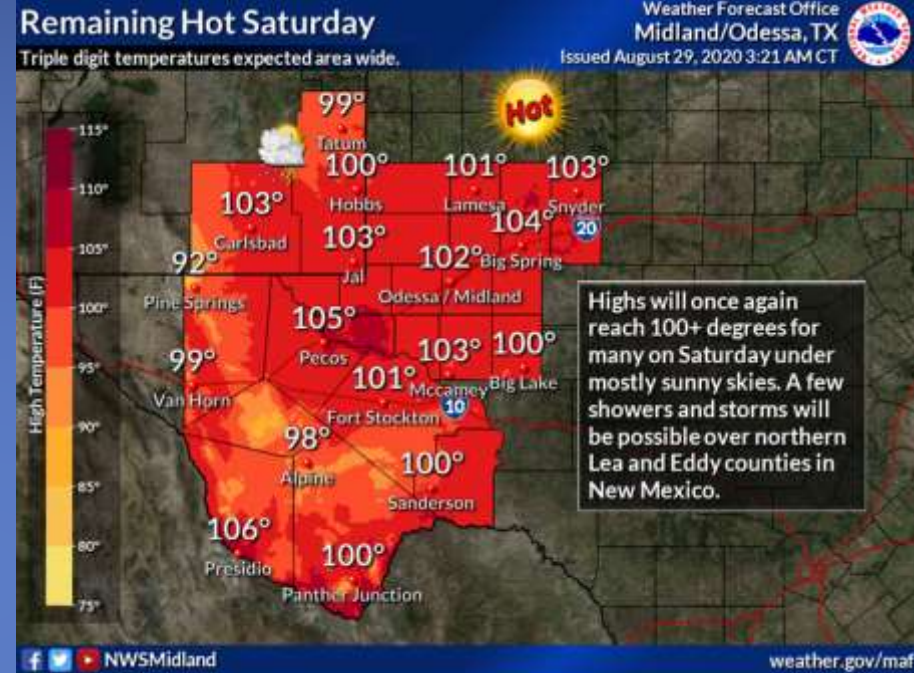 Remaining Hot Saturday
Triple digit temperatures expected area wide.
Weather Forecast Office
Midland/Odessa, TX
Issued August 29, 2020 3:21 AM CT
Hot
115°
110°
105°
100°
95°
90°
85°
80°
75°
High Temperature (F)
99°
Tatum
100°
Hobbs
101°
Lamesa
103°
Snyder
103°
Carlsbad
103°
Jal
104°
Big Spring
20
102°
Odessa / Midland
92°
Pine Springs
105°
Pecos
103°
Mccamey
100°
Big Lake
99°
Van Horn
101°
Fort Stockton
10
98°
Alpine
100°
Sanderson
106°
Presidio
100°
Panther Junction
Highs will once again
reach 100+ degrees for
many on Saturday under
mostly sunny skies. A few
showers and storms will
be possible over northern
Lea and Eddy counties in
New Mexico.
NWSMidland
weather.gov/maf